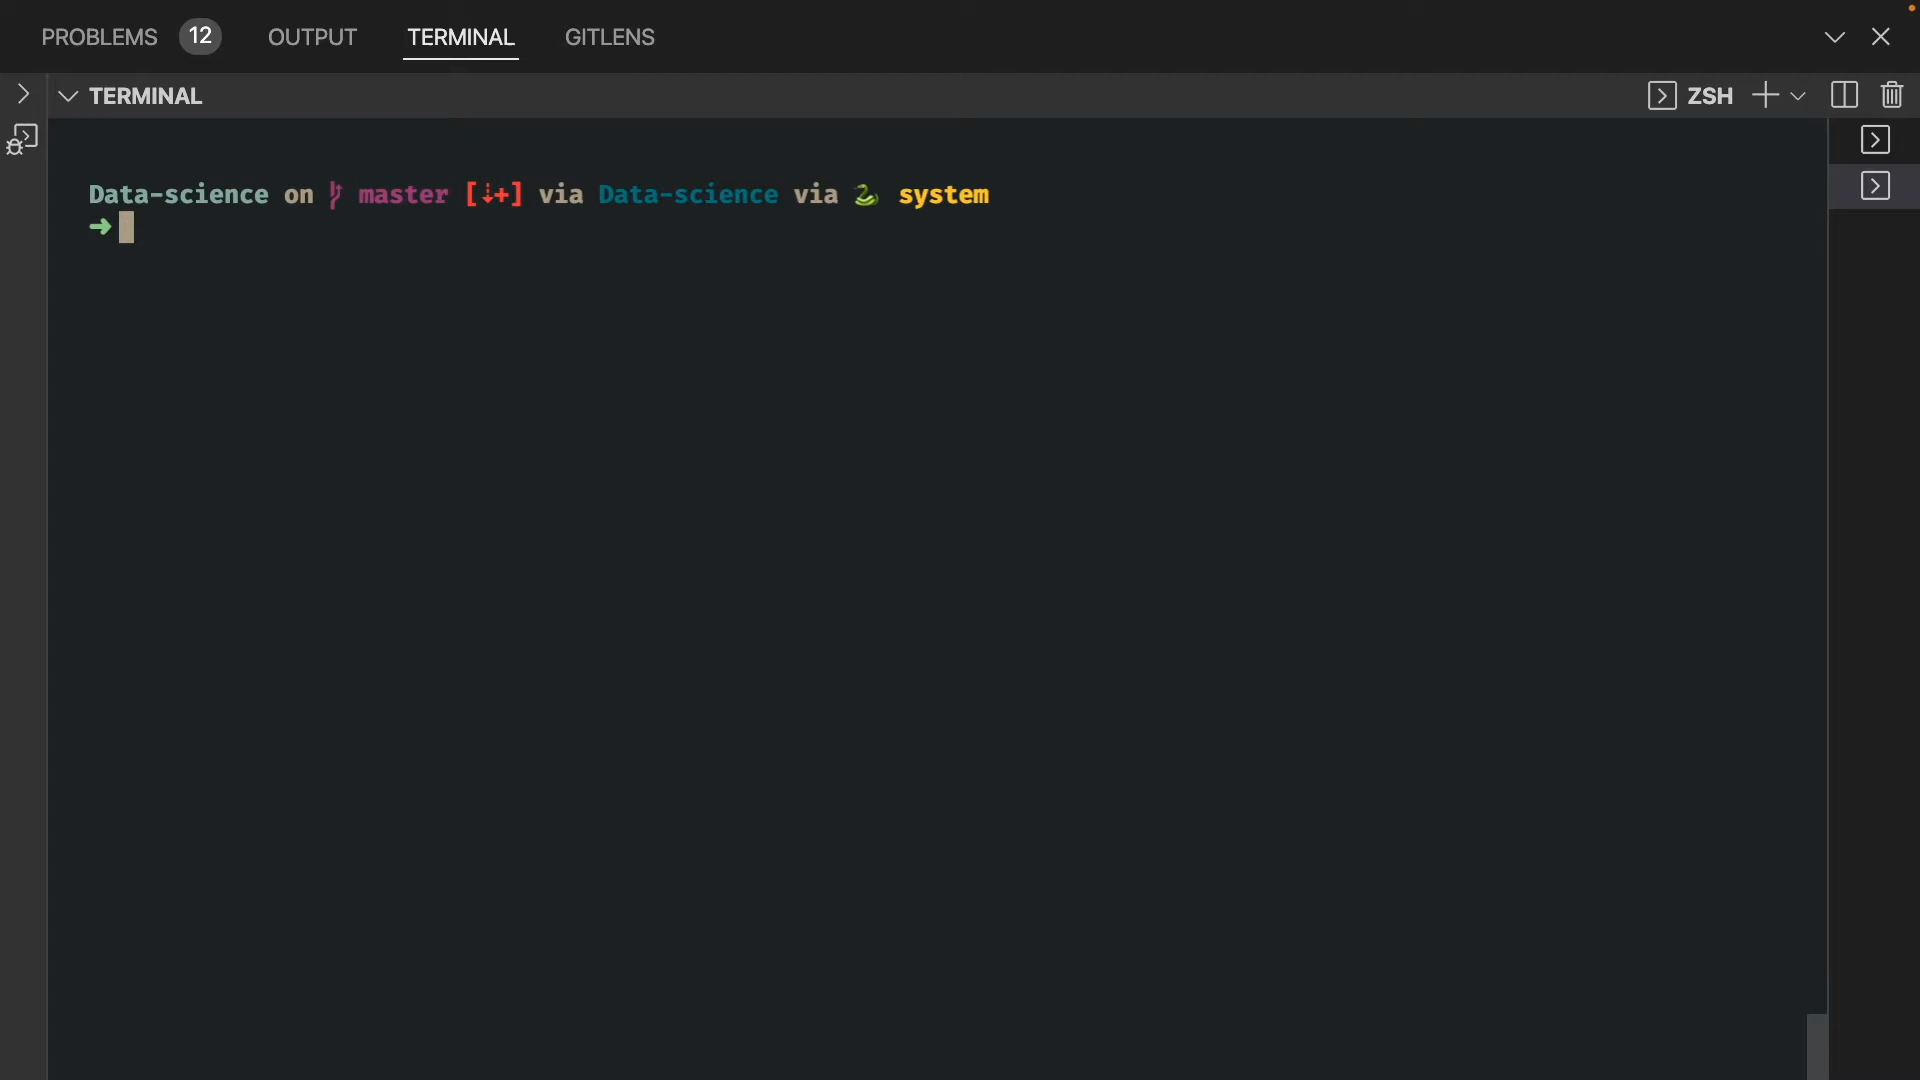 PROBLEMS 12 OUTPUT TERMINAL GITLENS
TERMINAL ZSH
Data-science on master [⇣+] via Data-science via 🐍 system
➜